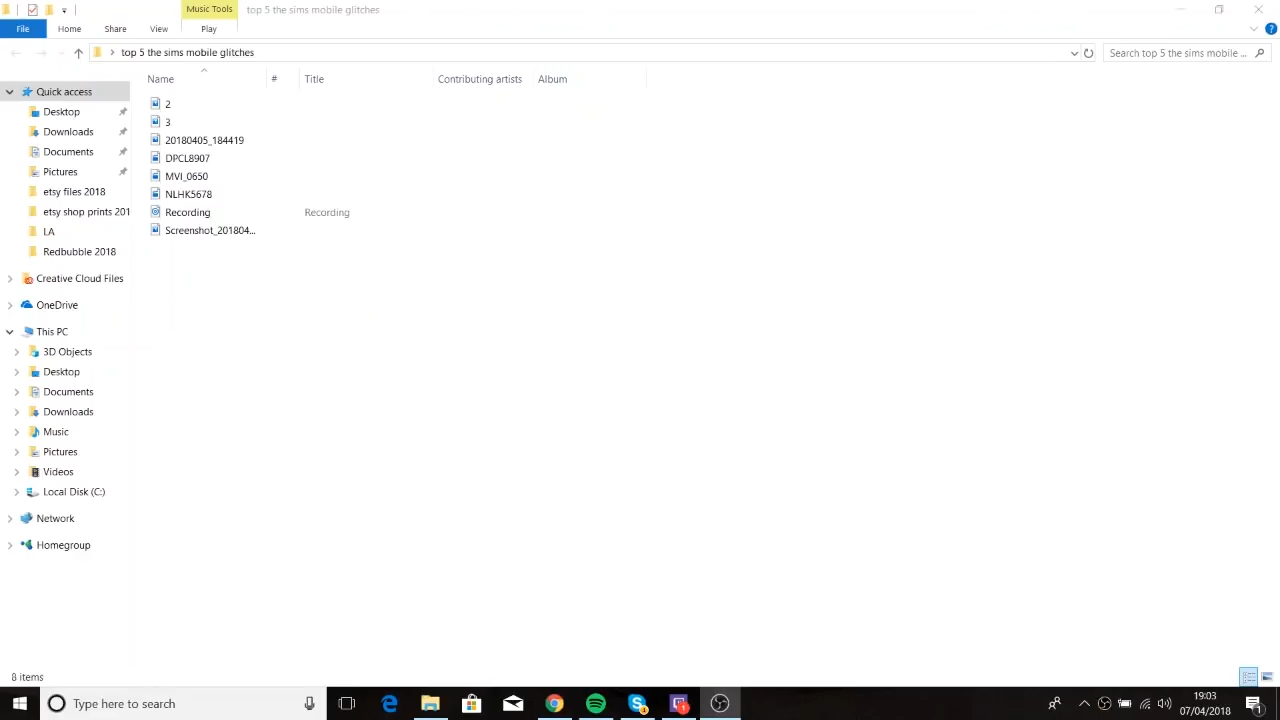 Music Tools
top 5 the sims mobile glitches
File
Home
Share
View
Play
top 5 the sims mobile glitches
Search top 5 the sims mobile ...
Name
#
Title
Contributing artists
Album
Quick access
Desktop
Downloads
Documents
Pictures
etsy files 2018
etsy shop prints 201
LA
Redbubble 2018
Creative Cloud Files
OneDrive
This PC
3D Objects
Desktop
Documents
Downloads
Music
Pictures
Videos
Local Disk (C:)
Network
Homegroup
2
3
20180405_184419
DPCL8907
MVI_0650
NLHK5678
Recording
Recording
Screenshot_201804...
8 items
Type here to search
19:03
07/04/2018